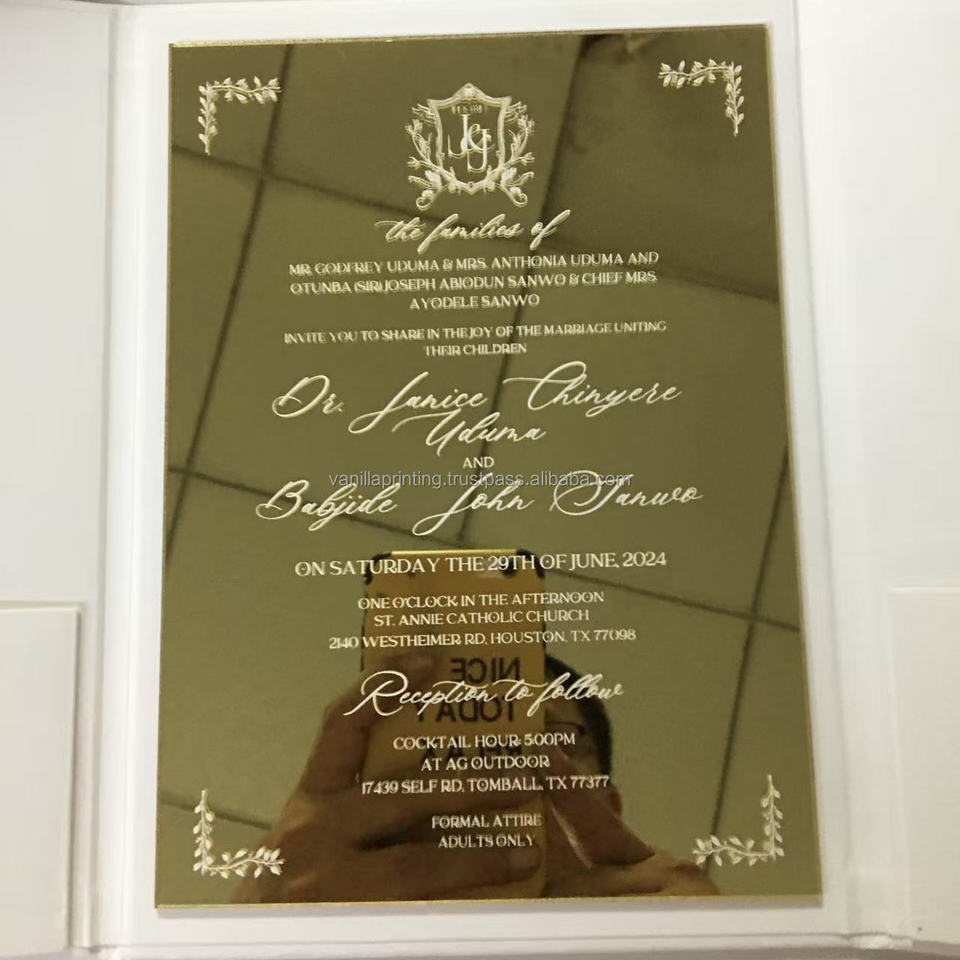 J&J
the families of
MR. GODFREY UDUMA & MRS. ANTHONIA UDUMA AND
OTUNBA (SIR) JOSEPH ABIODUN SANWO & CHIEF MRS.
AYODELE SANWO
INVITE YOU TO SHARE IN THE JOY OF THE MARRIAGE UNITING
THEIR CHILDREN
Dr. Janice Chinyere
Uduma
AND
vanillaprinting.trustpass.alibaba.com
Babjide John Sanwo
ON SATURDAY THE 29TH OF JUNE, 2024
ONE O'CLOCK IN THE AFTERNOON
ST. ANNIE CATHOLIC CHURCH
2140 WESTHEIMER RD, HOUSTON, TX 77098
NICE
Reception to follow
TODAY
RELAX
COCKTAIL HOUR: 5:00PM
AT AG OUTDOOR
17439 SELF RD, TOMBALL, TX 77377
FORMAL ATTIRE
ADULTS ONLY